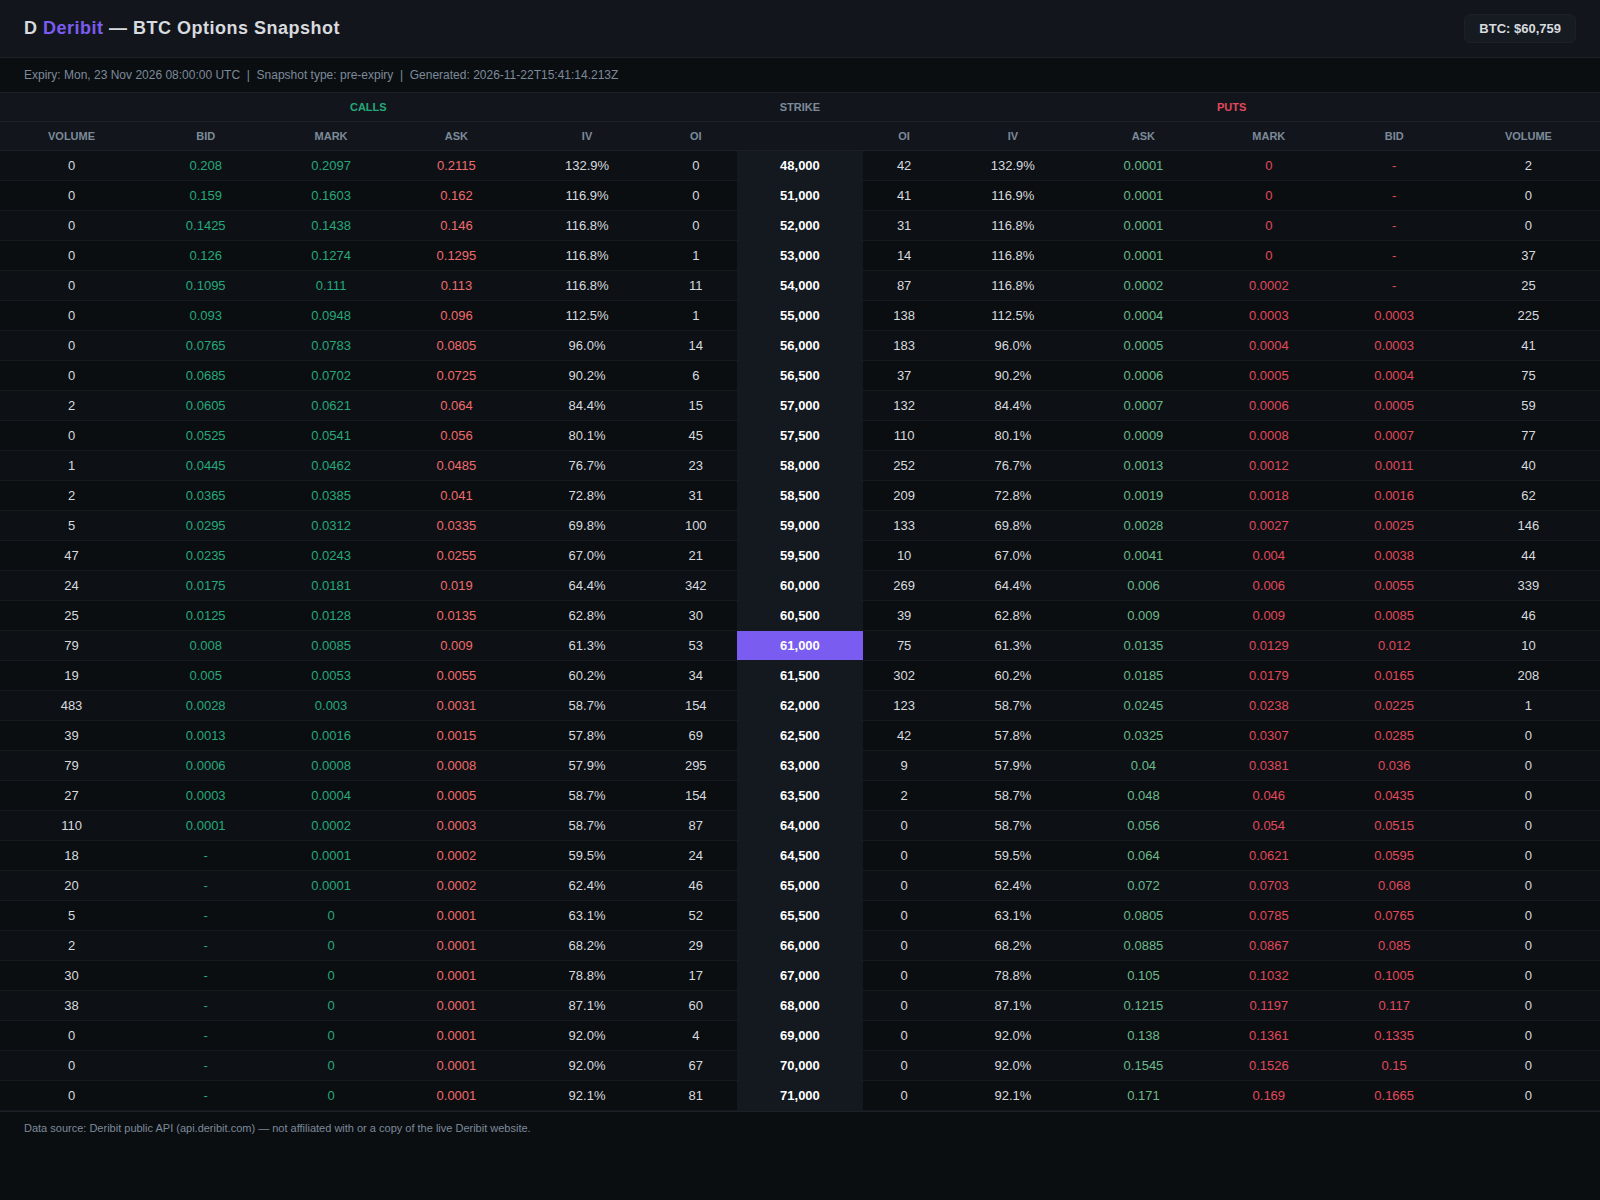 D Deribit — BTC Options Snapshot
BTC: $60,759
Expiry: Mon, 23 Nov 2026 08:00:00 UTC | Snapshot type: pre-expiry | Generated: 2026-11-22T15:41:14.213Z
CALLS STRIKE PUTS
VOLUME BID MARK ASK IV OI OI IV ASK MARK BID VOLUME
0 0.208 0.2097 0.2115 132.9% 0 48,000 42 132.9% 0.0001 0 - 2
0 0.159 0.1603 0.162 116.9% 0 51,000 41 116.9% 0.0001 0 - 0
0 0.1425 0.1438 0.146 116.8% 0 52,000 31 116.8% 0.0001 0 - 0
0 0.126 0.1274 0.1295 116.8% 1 53,000 14 116.8% 0.0001 0 - 37
0 0.1095 0.111 0.113 116.8% 11 54,000 87 116.8% 0.0002 0.0002 - 25
0 0.093 0.0948 0.096 112.5% 1 55,000 138 112.5% 0.0004 0.0003 0.0003 225
0 0.0765 0.0783 0.0805 96.0% 14 56,000 183 96.0% 0.0005 0.0004 0.0003 41
0 0.0685 0.0702 0.0725 90.2% 6 56,500 37 90.2% 0.0006 0.0005 0.0004 75
2 0.0605 0.0621 0.064 84.4% 15 57,000 132 84.4% 0.0007 0.0006 0.0005 59
0 0.0525 0.0541 0.056 80.1% 45 57,500 110 80.1% 0.0009 0.0008 0.0007 77
1 0.0445 0.0462 0.0485 76.7% 23 58,000 252 76.7% 0.0013 0.0012 0.0011 40
2 0.0365 0.0385 0.041 72.8% 31 58,500 209 72.8% 0.0019 0.0018 0.0016 62
5 0.0295 0.0312 0.0335 69.8% 100 59,000 133 69.8% 0.0028 0.0027 0.0025 146
47 0.0235 0.0243 0.0255 67.0% 21 59,500 10 67.0% 0.0041 0.004 0.0038 44
24 0.0175 0.0181 0.019 64.4% 342 60,000 269 64.4% 0.006 0.006 0.0055 339
25 0.0125 0.0128 0.0135 62.8% 30 60,500 39 62.8% 0.009 0.009 0.0085 46
79 0.008 0.0085 0.009 61.3% 53 61,000 75 61.3% 0.0135 0.0129 0.012 10
19 0.005 0.0053 0.0055 60.2% 34 61,500 302 60.2% 0.0185 0.0179 0.0165 208
483 0.0028 0.003 0.0031 58.7% 154 62,000 123 58.7% 0.0245 0.0238 0.0225 1
39 0.0013 0.0016 0.0015 57.8% 69 62,500 42 57.8% 0.0325 0.0307 0.0285 0
79 0.0006 0.0008 0.0008 57.9% 295 63,000 9 57.9% 0.04 0.0381 0.036 0
27 0.0003 0.0004 0.0005 58.7% 154 63,500 2 58.7% 0.048 0.046 0.0435 0
110 0.0001 0.0002 0.0003 58.7% 87 64,000 0 58.7% 0.056 0.054 0.0515 0
18 - 0.0001 0.0002 59.5% 24 64,500 0 59.5% 0.064 0.0621 0.0595 0
20 - 0.0001 0.0002 62.4% 46 65,000 0 62.4% 0.072 0.0703 0.068 0
5 - 0 0.0001 63.1% 52 65,500 0 63.1% 0.0805 0.0785 0.0765 0
2 - 0 0.0001 68.2% 29 66,000 0 68.2% 0.0885 0.0867 0.085 0
30 - 0 0.0001 78.8% 17 67,000 0 78.8% 0.105 0.1032 0.1005 0
38 - 0 0.0001 87.1% 60 68,000 0 87.1% 0.1215 0.1197 0.117 0
0 - 0 0.0001 92.0% 4 69,000 0 92.0% 0.138 0.1361 0.1335 0
0 - 0 0.0001 92.0% 67 70,000 0 92.0% 0.1545 0.1526 0.15 0
0 - 0 0.0001 92.1% 81 71,000 0 92.1% 0.171 0.169 0.1665 0
Data source: Deribit public API (api.deribit.com) — not affiliated with or a copy of the live Deribit website.